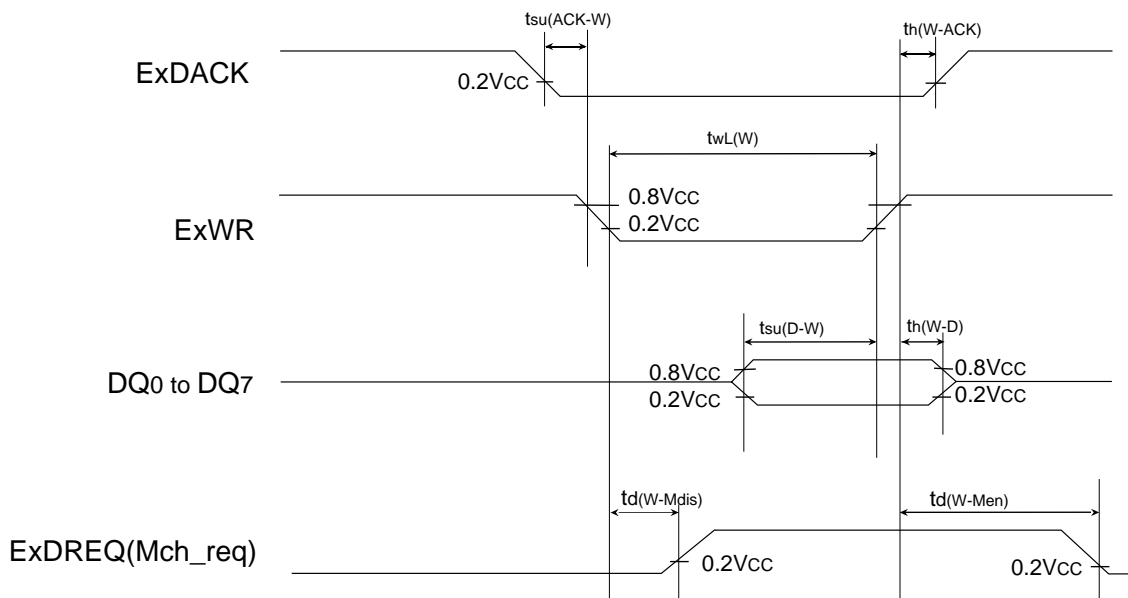 tsu(ACK-W)
th(W-ACK)
ExDACK
0.2VCC
twL(W)
0.8VCC
ExWR
0.2VCC
tsu(D-W)
th(W-D)
0.8VCC
0.8VCC
DQ0 to DQ7
0.2VCC
0.2VCC
td(W-Mdis)
td(W-Men)
ExDREQ(Mch_req)
0.2VCC
0.2VCC